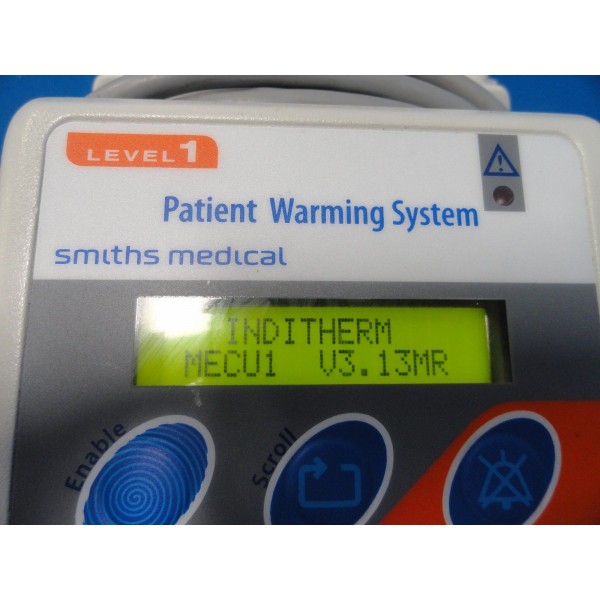 LEVEL 1
Patient Warming System
smiths medical
INDITHERM
MECU1 V3.13MR
Enable
Scroll